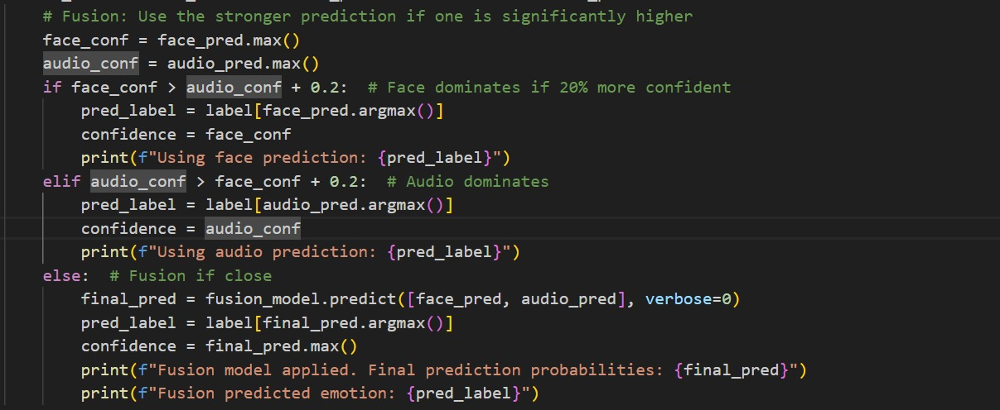 # Fusion: Use the stronger prediction if one is significantly higher
face_conf = face_pred.max()
audio_conf = audio_pred.max()
if face_conf > audio_conf + 0.2:  # Face dominates if 20% more confident
    pred_label = label[face_pred.argmax()]
    confidence = face_conf
    print(f"Using face prediction: {pred_label}")
elif audio_conf > face_conf + 0.2:  # Audio dominates
    pred_label = label[audio_pred.argmax()]
    confidence = audio_conf
    print(f"Using audio prediction: {pred_label}")
else:  # Fusion if close
    final_pred = fusion_model.predict([face_pred, audio_pred], verbose=0)
    pred_label = label[final_pred.argmax()]
    confidence = final_pred.max()
    print(f"Fusion model applied. Final prediction probabilities: {final_pred}")
    print(f"Fusion predicted emotion: {pred_label}")